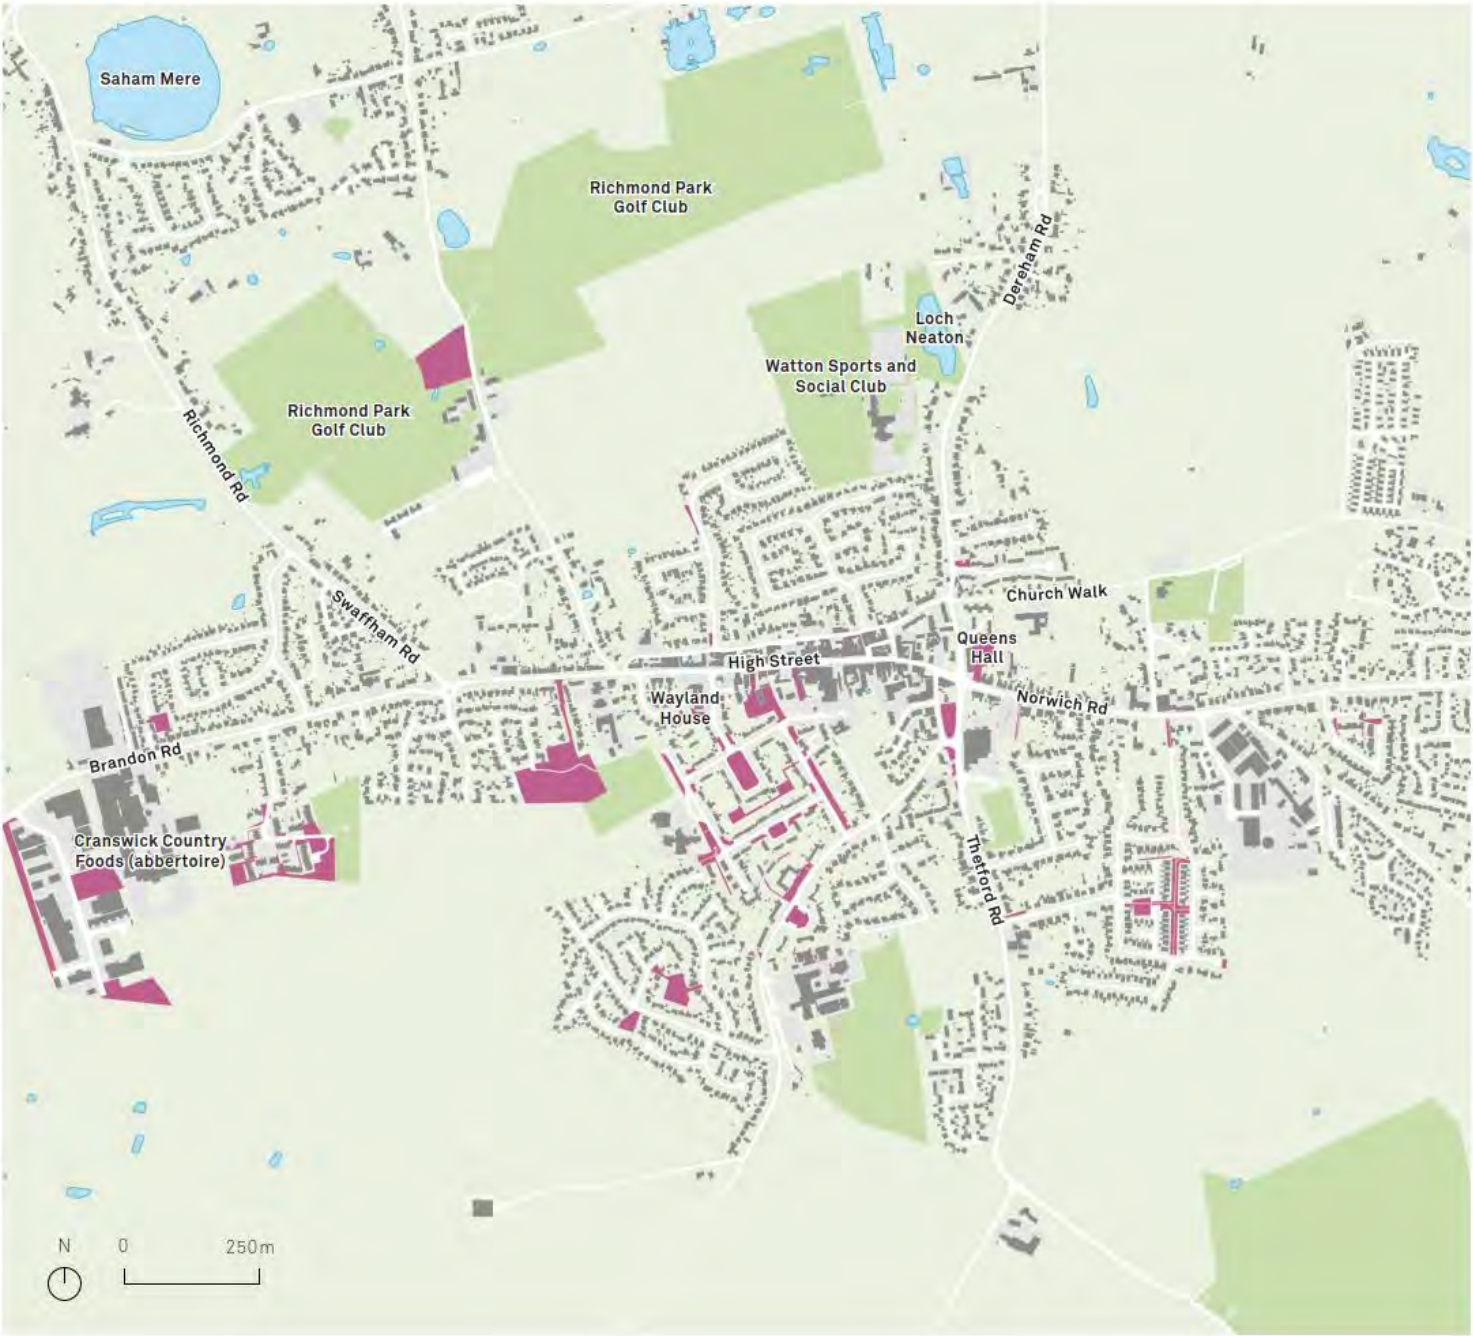 Saham Mere
Richmond Park
Golf Club
Dereham Rd
Loch
Neaton
Watton Sports and
Social Club
Richmond Park
Golf Club
Richmond Rd
Swaffham Rd
Church Walk
Queens
Hall
High Street
Wayland
House
Norwich Rd
Brandon Rd
Cranswick Country
Foods (abbertoire)
Thetford Rd
N
0
250m